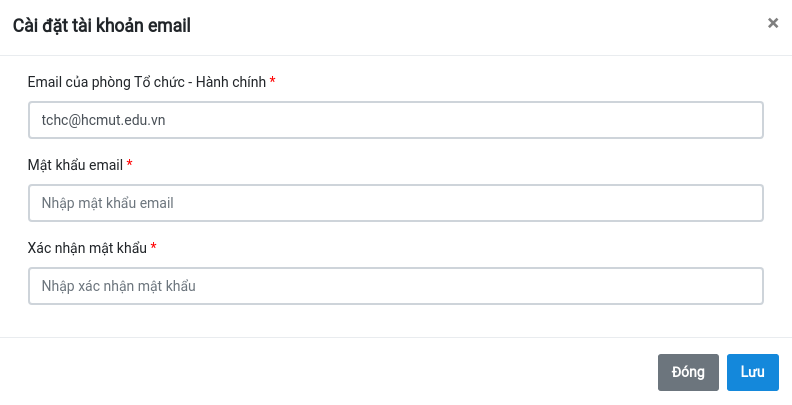 Cài đặt tài khoản email
×
Email của phòng Tổ chức - Hành chính *
tchc@hcmut.edu.vn
Mật khẩu email *
Nhập mật khẩu email
Xác nhận mật khẩu *
Nhập xác nhận mật khẩu
Đóng Lưu